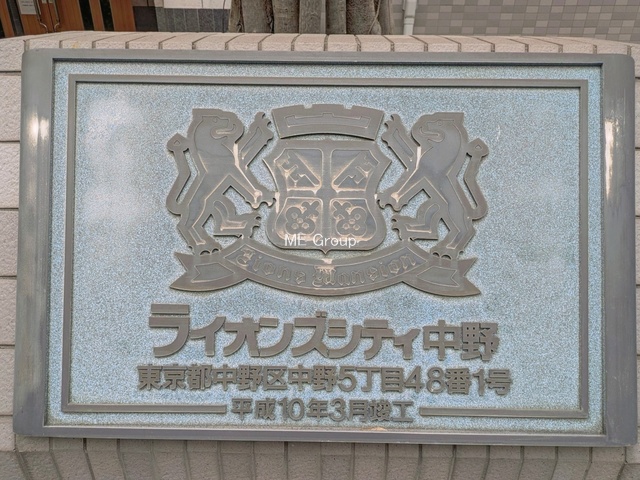 ME Group
ライオンズシティ中野
東京都中野区中野5丁目48番1号
平成10年3月竣工